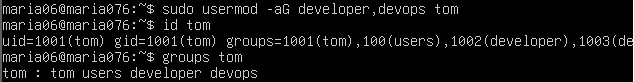 maria06@maria076:~$ sudo usermod -aG developer,devops tom
maria06@maria076:~$ id tom
uid=1001(tom) gid=1001(tom) groups=1001(tom),100(users),1002(developer),1003(de
maria06@maria076:~$ groups tom
tom : tom users developer devops